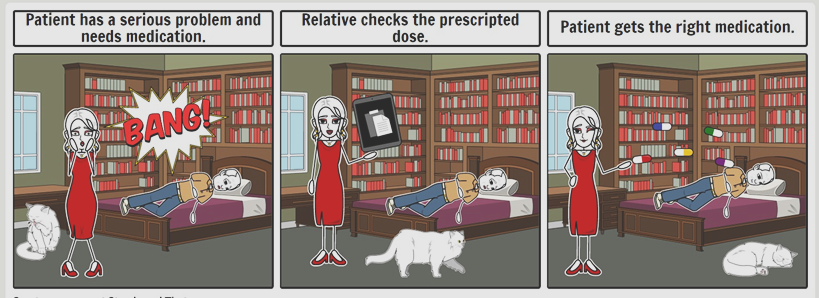 Patient has a serious problem and
needs medication.
Relative checks the prescripted
dose.
Patient gets the right medication.
BANG!